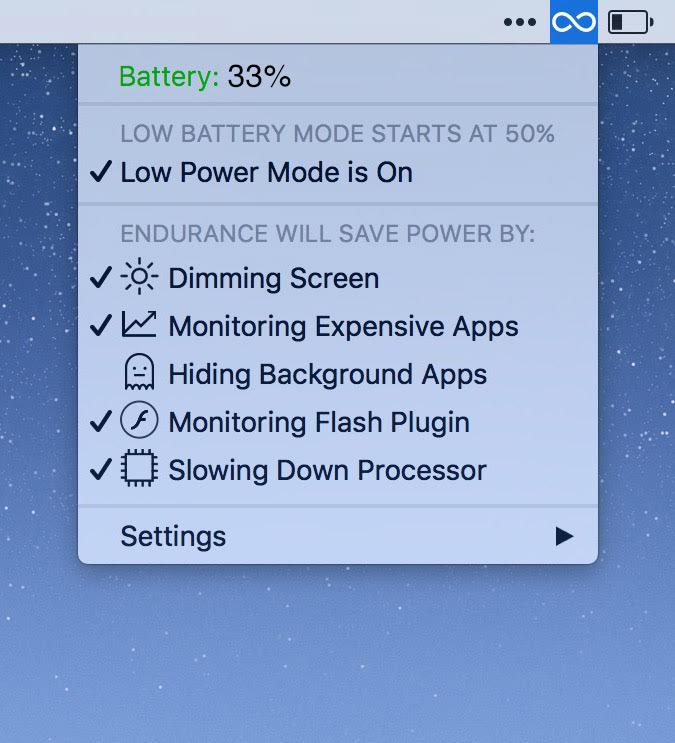 Battery: 33%
LOW BATTERY MODE STARTS AT 50%
Low Power Mode is On
ENDURANCE WILL SAVE POWER BY:
Dimming Screen
Monitoring Expensive Apps
Hiding Background Apps
Monitoring Flash Plugin
Slowing Down Processor
Settings